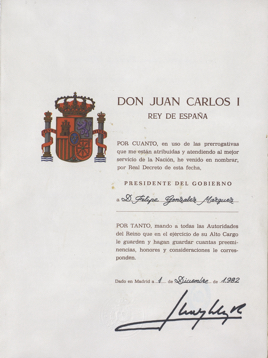 DON JUAN CARLOS I
REY DE ESPAÑA
POR CUANTO, en uso de las prerrogativas
que me están atribuidas y atendiendo al mejor
servicio de la Nación, he venido en nombrar,
por Real Decreto de esta fecha,
PRESIDENTE DEL GOBIERNO
a D. Felipe González Márquez
POR TANTO, mando a todas las Autoridades
del Reino que en el ejercicio de su Alto Cargo
le guarden y hagan guardar cuantas preemi-
nencias, honores y consideraciones le corres-
ponden.
Dado en Madrid a 1 de Diciembre de 1982